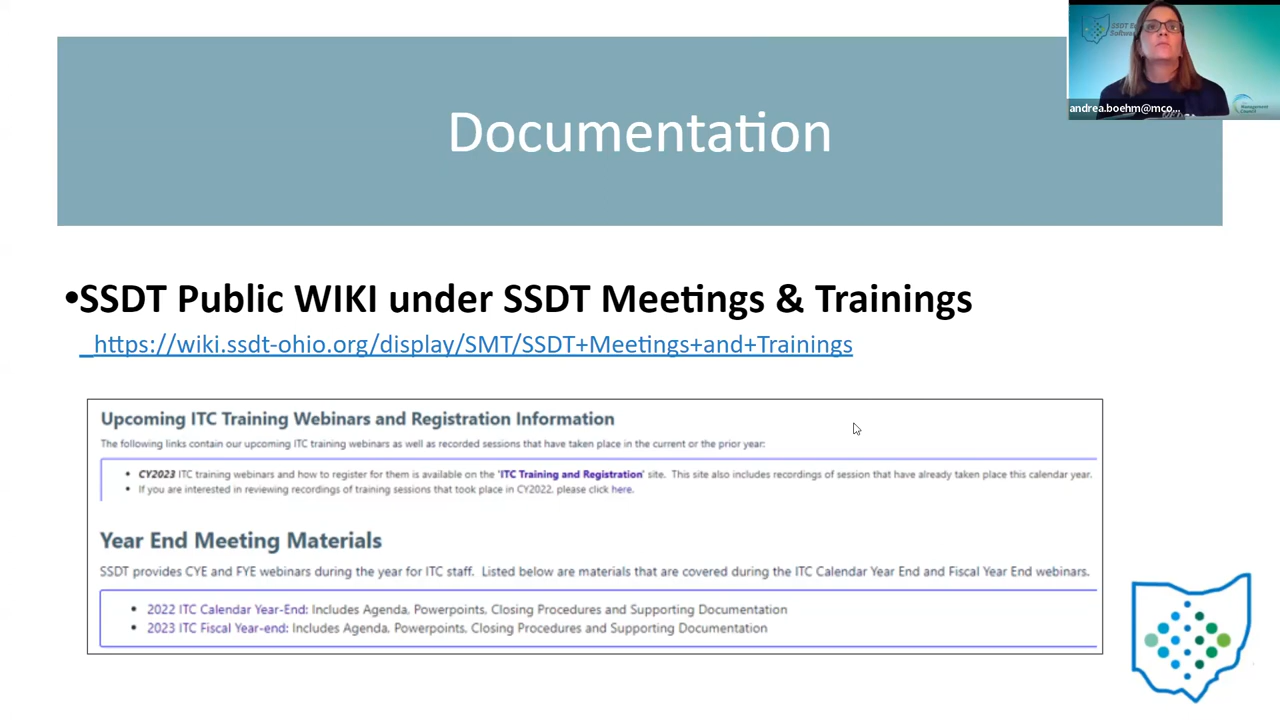 Documentation
andrea.boehm@mco...
Management
Council
•SSDT Public WIKI under SSDT Meetings & Trainings
https://wiki.ssdt-ohio.org/display/SMT/SSDT+Meetings+and+Trainings
Upcoming ITC Training Webinars and Registration Information
The following links contain our upcoming ITC training webinars as well as recorded sessions that have taken place in the current or the prior year:
• CY2023 ITC training webinars and how to register for them is available on the 'ITC Training and Registration' site. This site also includes recordings of session that have already taken place this calendar year.
• If you are interested in reviewing recordings of training sessions that took place in CY2022, please click here.
Year End Meeting Materials
SSDT provides CYE and FYE webinars during the year for ITC staff. Listed below are materials that are covered during the ITC Calendar Year End and Fiscal Year End webinars.
• 2022 ITC Calendar Year-End: Includes Agenda, Powerpoints, Closing Procedures and Supporting Documentation
• 2023 ITC Fiscal Year-end: Includes Agenda, Powerpoints, Closing Procedures and Supporting Documentation